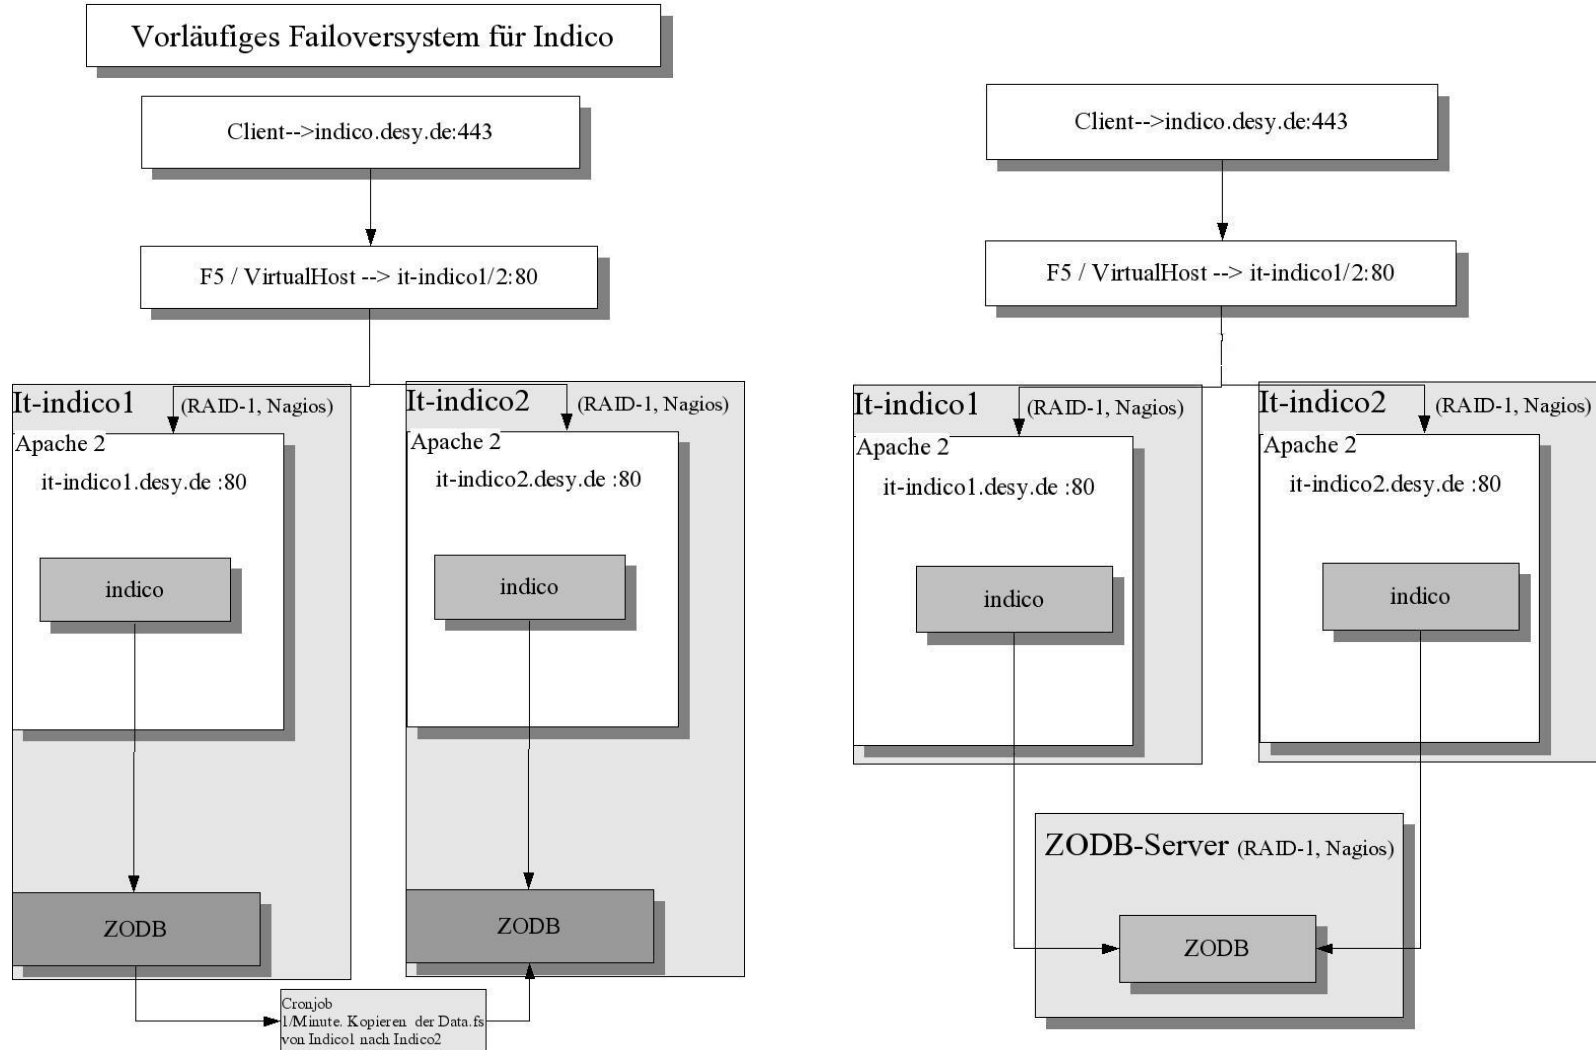 Vorläufiges Failoversystem für Indico
Client-->indico.desy.de:443
F5 / VirtualHost --> it-indico1/2:80
It-indico1
(RAID-1, Nagios)
Apache 2
it-indico1.desy.de :80
indico
ZODB
It-indico2
(RAID-1, Nagios)
Apache 2
it-indico2.desy.de :80
indico
ZODB
Cronjob
1/Minute. Kopieren der Data.fs
von Indico1 nach Indico2
Client-->indico.desy.de:443
F5 / VirtualHost --> it-indico1/2:80
It-indico1
(RAID-1, Nagios)
Apache 2
it-indico1.desy.de :80
indico
It-indico2
(RAID-1, Nagios)
Apache 2
it-indico2.desy.de :80
indico
ZODB-Server (RAID-1, Nagios)
ZODB